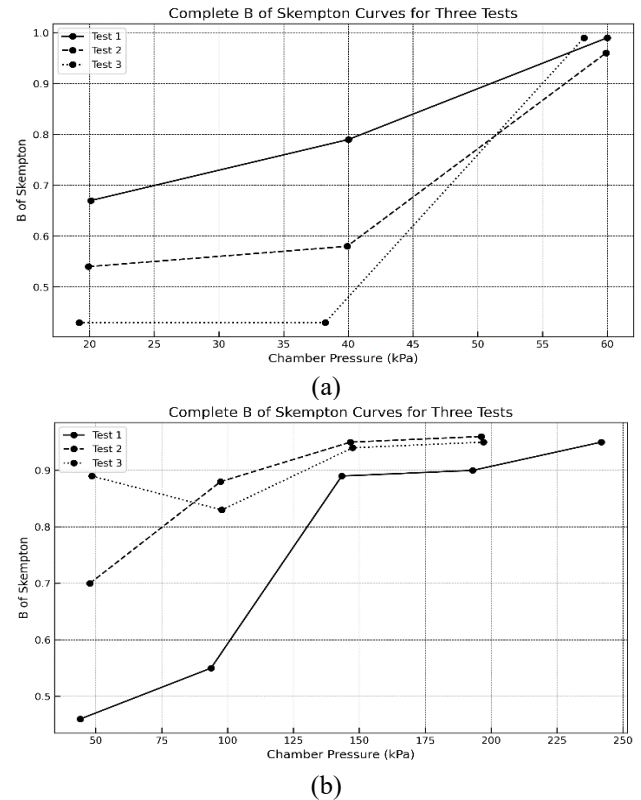 Complete B of Skempton Curves for Three Tests
1.0
0.9
0.8
0.7
0.6
0.5
B of Skempton
Test 1
Test 2
Test 3
20 25 30 35 40 45 50 55 60
Chamber Pressure (kPa)
(a)
Complete B of Skempton Curves for Three Tests
0.9
0.8
0.7
0.6
0.5
B of Skempton
Test 1
Test 2
Test 3
50 75 100 125 150 175 200 225 250
Chamber Pressure (kPa)
(b)